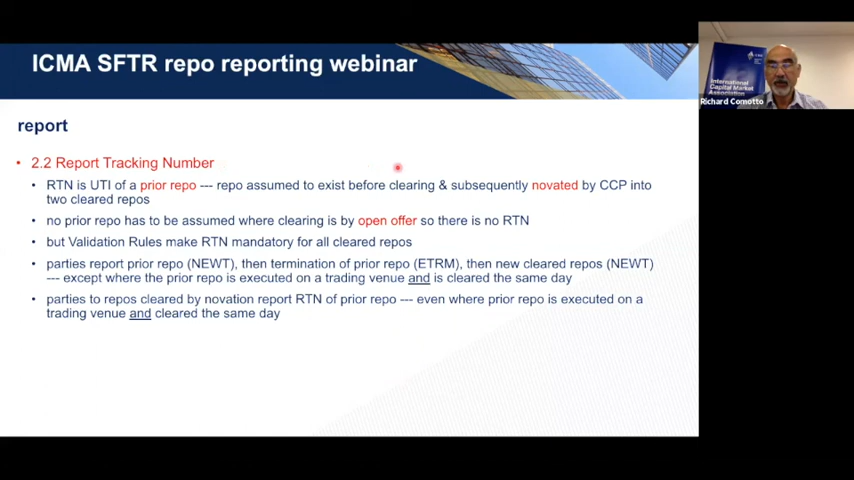 ICMA SFTR repo reporting webinar
International
Capital Market
Association
Richard Comotto
report
• 2.2 Report Tracking Number
• RTN is UTI of a prior repo --- repo assumed to exist before clearing & subsequently novated by CCP into
two cleared repos
• no prior repo has to be assumed where clearing is by open offer so there is no RTN
• but Validation Rules make RTN mandatory for all cleared repos
• parties report prior repo (NEWT), then termination of prior repo (ETRM), then new cleared repos (NEWT)
--- except where the prior repo is executed on a trading venue and is cleared the same day
• parties to repos cleared by novation report RTN of prior repo --- even where prior repo is executed on a
trading venue and cleared the same day